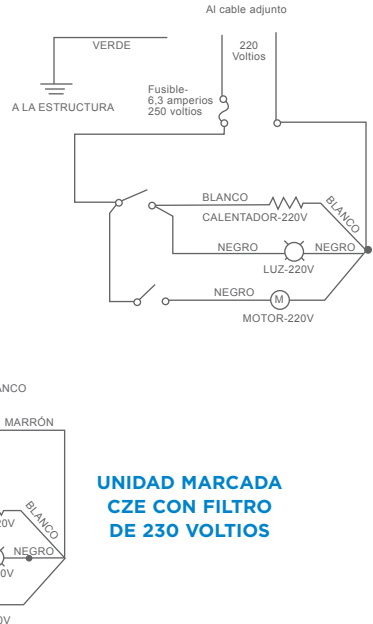 Al cable adjunto
VERDE
220
Voltios
Fusible-
6,3 amperios
250 voltios
A LA ESTRUCTURA
BLANCO
BLANCO
CALENTADOR-220V
NEGRO
NEGRO
LUZ-220V
NEGRO
M
MOTOR-220V
MARRÓN
UNIDAD MARCADA
CZE CON FILTRO
DE 230 VOLTIOS
BLANCO
NEGRO